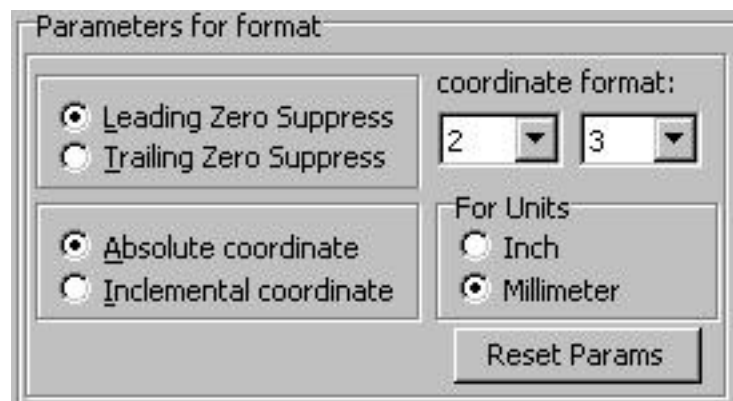 Parameters for format
Leading Zero Suppress
Trailing Zero Suppress
coordinate format:
2 3
Absolute coordinate
Inclemental coordinate
For Units
Inch
Millimeter
Reset Params